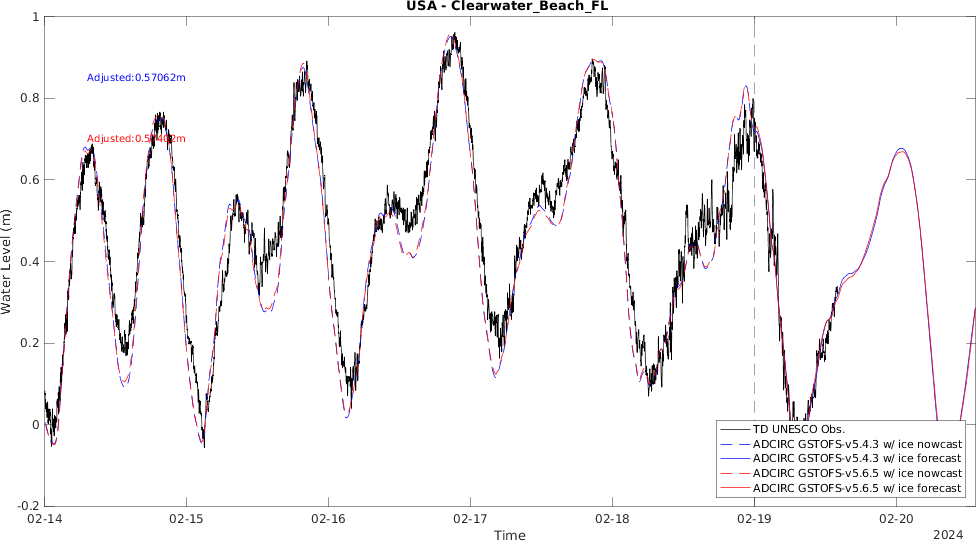 USA - Clearwater_Beach_FL
1
0.8
0.6
0.4
0.2
0
-0.2
Water Level (m)
Adjusted:0.57062m
02-14
02-15
02-16
02-17
02-18
02-19
02-20
Time
2024
TD UNESCO Obs.
ADCIRC GSTOFS-v5.4.3 w/ ice nowcast
ADCIRC GSTOFS-v5.4.3 w/ ice forecast
ADCIRC GSTOFS-v5.6.5 w/ ice nowcast
ADCIRC GSTOFS-v5.6.5 w/ ice forecast